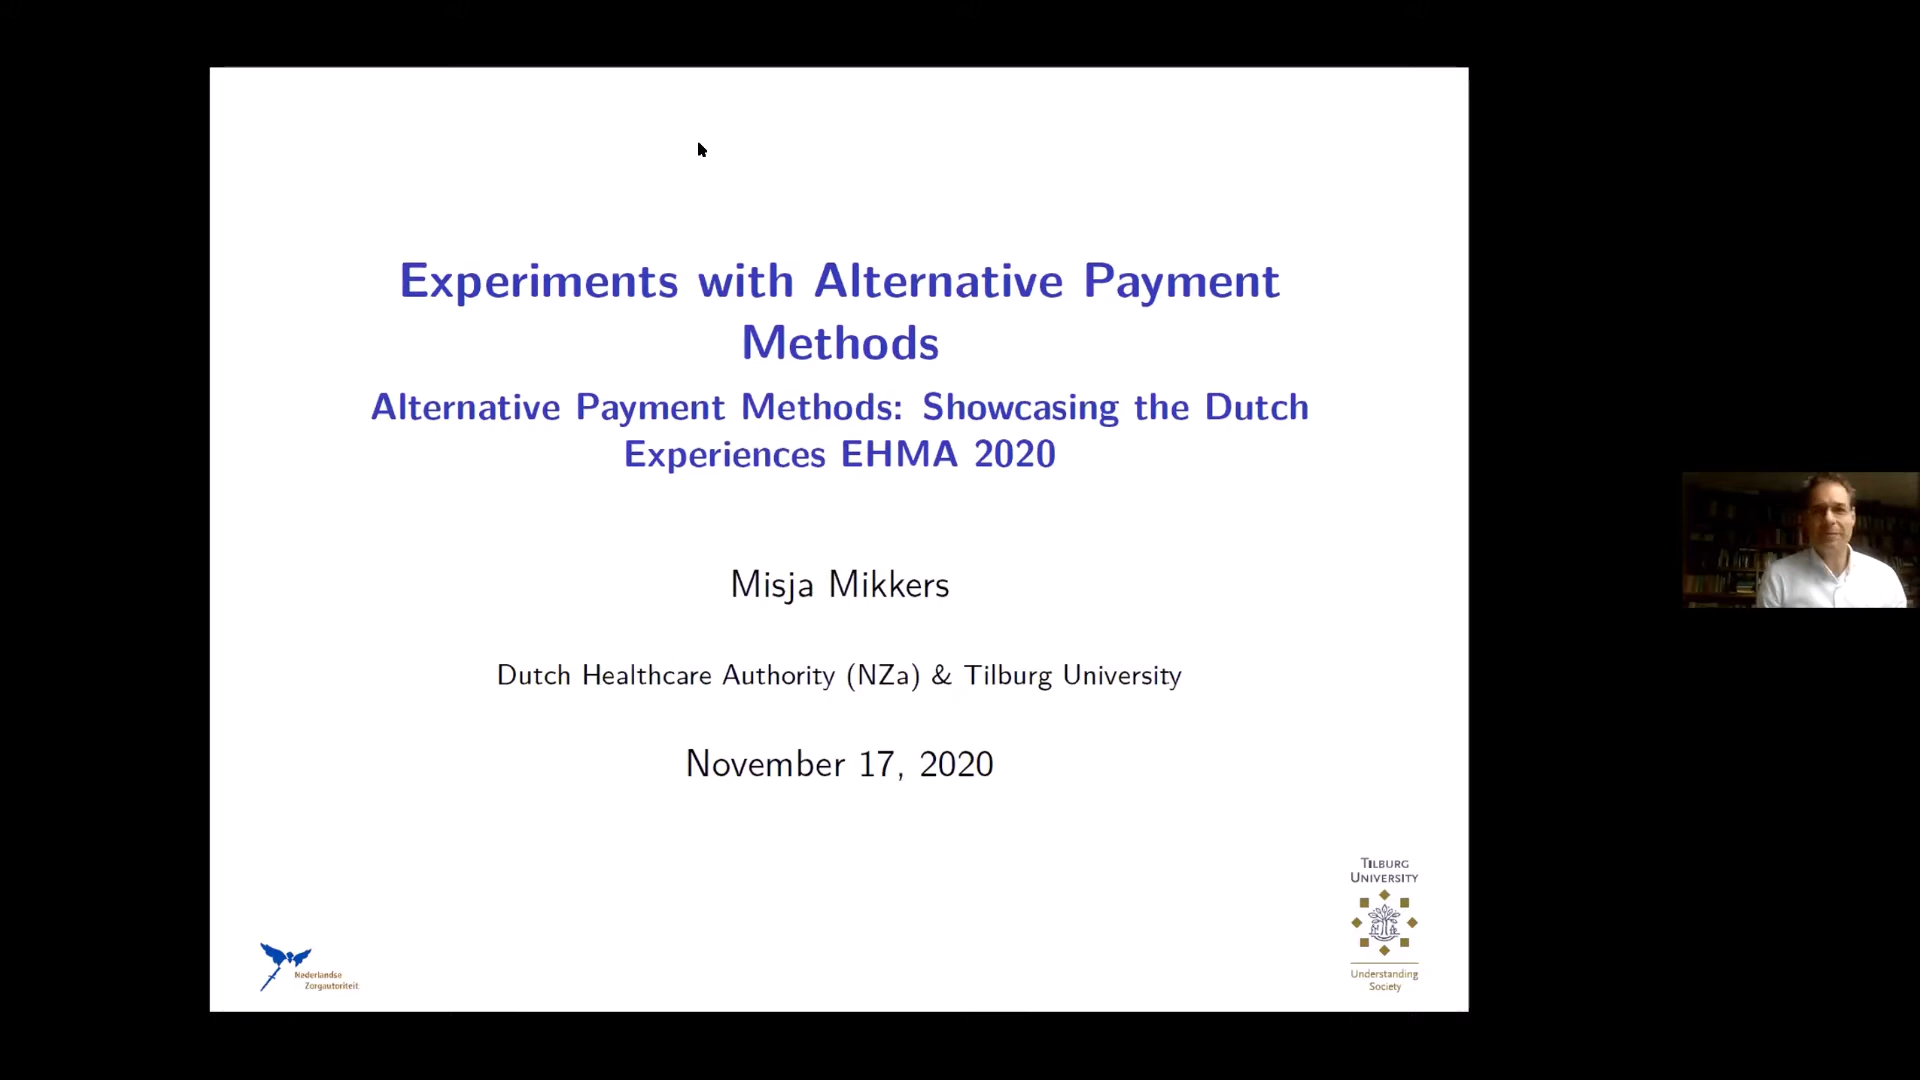 Experiments with Alternative Payment
Methods
Alternative Payment Methods: Showcasing the Dutch
Experiences EHMA 2020
Misja Mikkers
Dutch Healthcare Authority (NZa) & Tilburg University
November 17, 2020
TILBURG
UNIVERSITY
Nederlandse
Zorgautoriteit
Understanding
Society